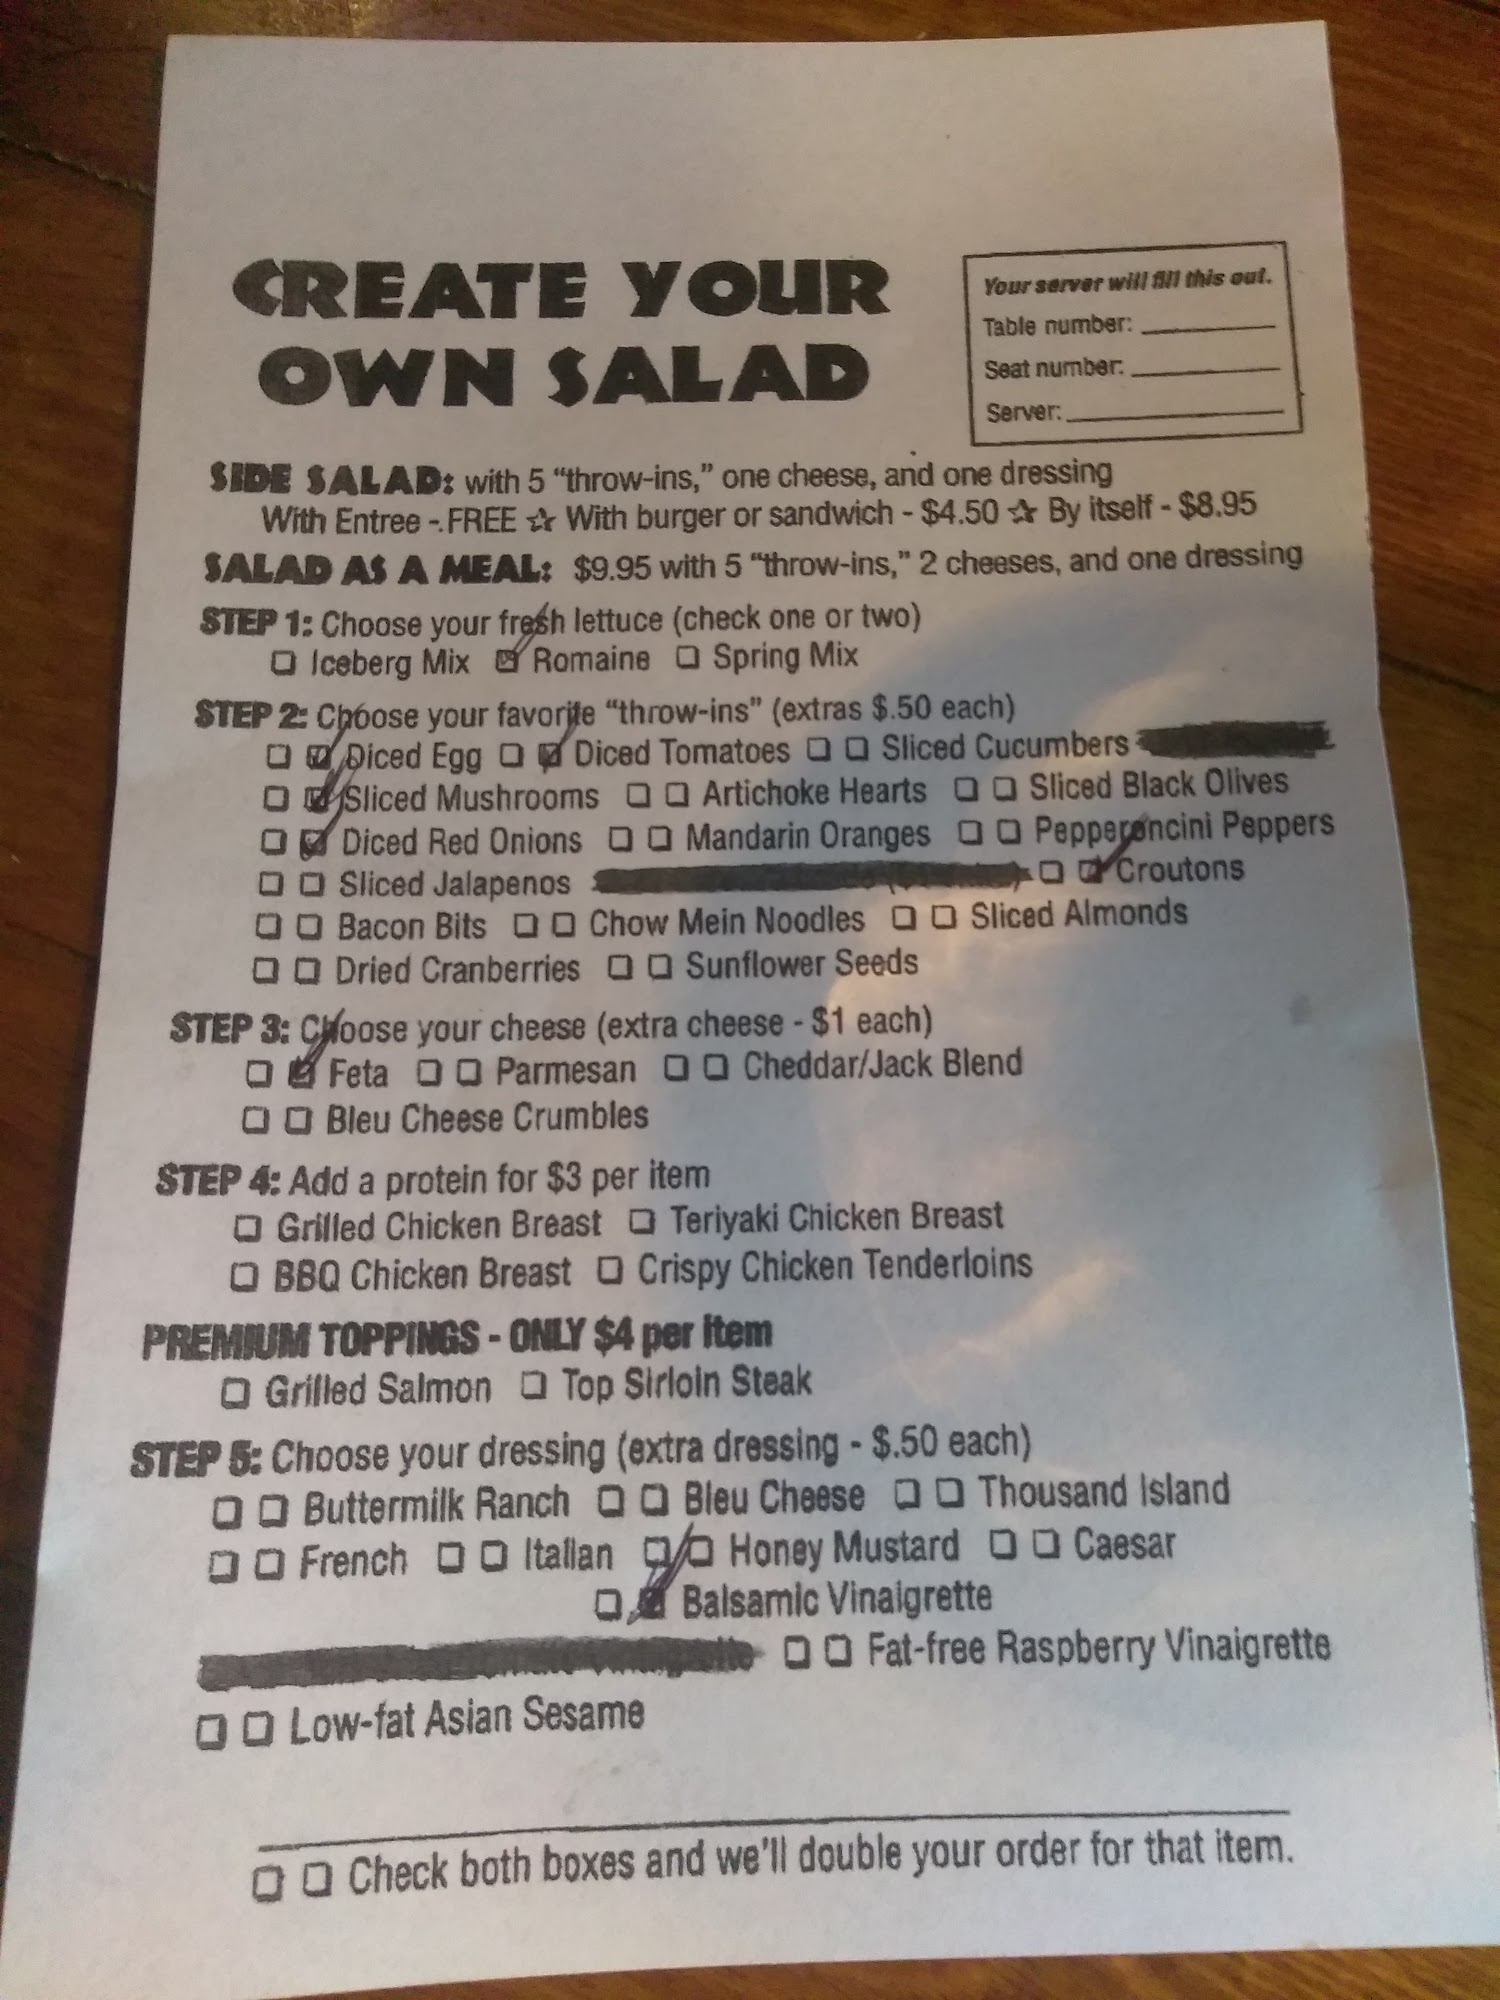 CREATE YOUR
OWN SALAD
Your server will fill this out.
Table number:
Seat number:
Server:
SIDE SALAD: with 5 “throw-ins,” one cheese, and one dressing
With Entree - FREE ☆ With burger or sandwich - $4.50 ☆ By itself - $8.95
SALAD AS A MEAL: $9.95 with 5 “throw-ins,” 2 cheeses, and one dressing
STEP 1: Choose your fresh lettuce (check one or two)
☐ Iceberg Mix ☑ Romaine ☐ Spring Mix
STEP 2: Choose your favorite “throw-ins” (extras $.50 each)
☐ ☑ Diced Egg ☐ ☑ Diced Tomatoes ☐ ☐ Sliced Cucumbers
☐ ☑ Sliced Mushrooms ☐ ☐ Artichoke Hearts ☐ ☐ Sliced Black Olives
☐ ☑ Diced Red Onions ☐ ☐ Mandarin Oranges ☐ ☐ Pepperoncini Peppers
☐ ☐ Sliced Jalapenos ☐ ☑ Croutons
☐ ☐ Bacon Bits ☐ ☐ Chow Mein Noodles ☐ ☐ Sliced Almonds
☐ ☐ Dried Cranberries ☐ ☐ Sunflower Seeds
STEP 3: Choose your cheese (extra cheese - $1 each)
☐ ☑ Feta ☐ ☐ Parmesan ☐ ☐ Cheddar/Jack Blend
☐ ☐ Bleu Cheese Crumbles
STEP 4: Add a protein for $3 per item
☐ Grilled Chicken Breast ☐ Teriyaki Chicken Breast
☐ BBQ Chicken Breast ☐ Crispy Chicken Tenderloins
PREMIUM TOPPINGS - ONLY $4 per item
☐ Grilled Salmon ☐ Top Sirloin Steak
STEP 5: Choose your dressing (extra dressing - $.50 each)
☐ ☐ Buttermilk Ranch ☐ ☐ Bleu Cheese ☐ ☐ Thousand Island
☐ ☐ French ☐ ☐ Italian ☐ ☐ Honey Mustard ☐ ☐ Caesar
☐ ☑ Balsamic Vinaigrette
☐ ☐ Fat-free Raspberry Vinaigrette
☐ ☐ Low-fat Asian Sesame
☐ ☐ Check both boxes and we'll double your order for that item.